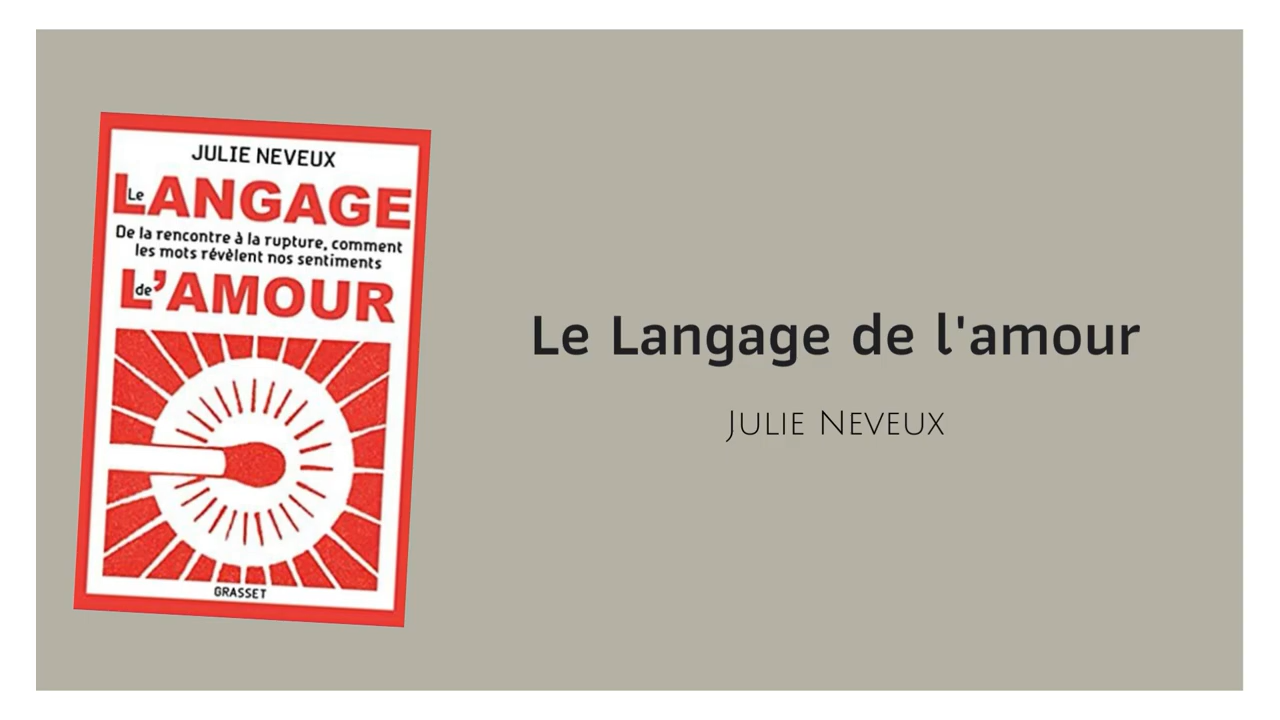 JULIE NEVEUX
Le LANGAGE
De la rencontre à la rupture, comment
les mots révèlent nos sentiments
de L'AMOUR
GRASSET
Le Langage de l'amour
Julie Neveux